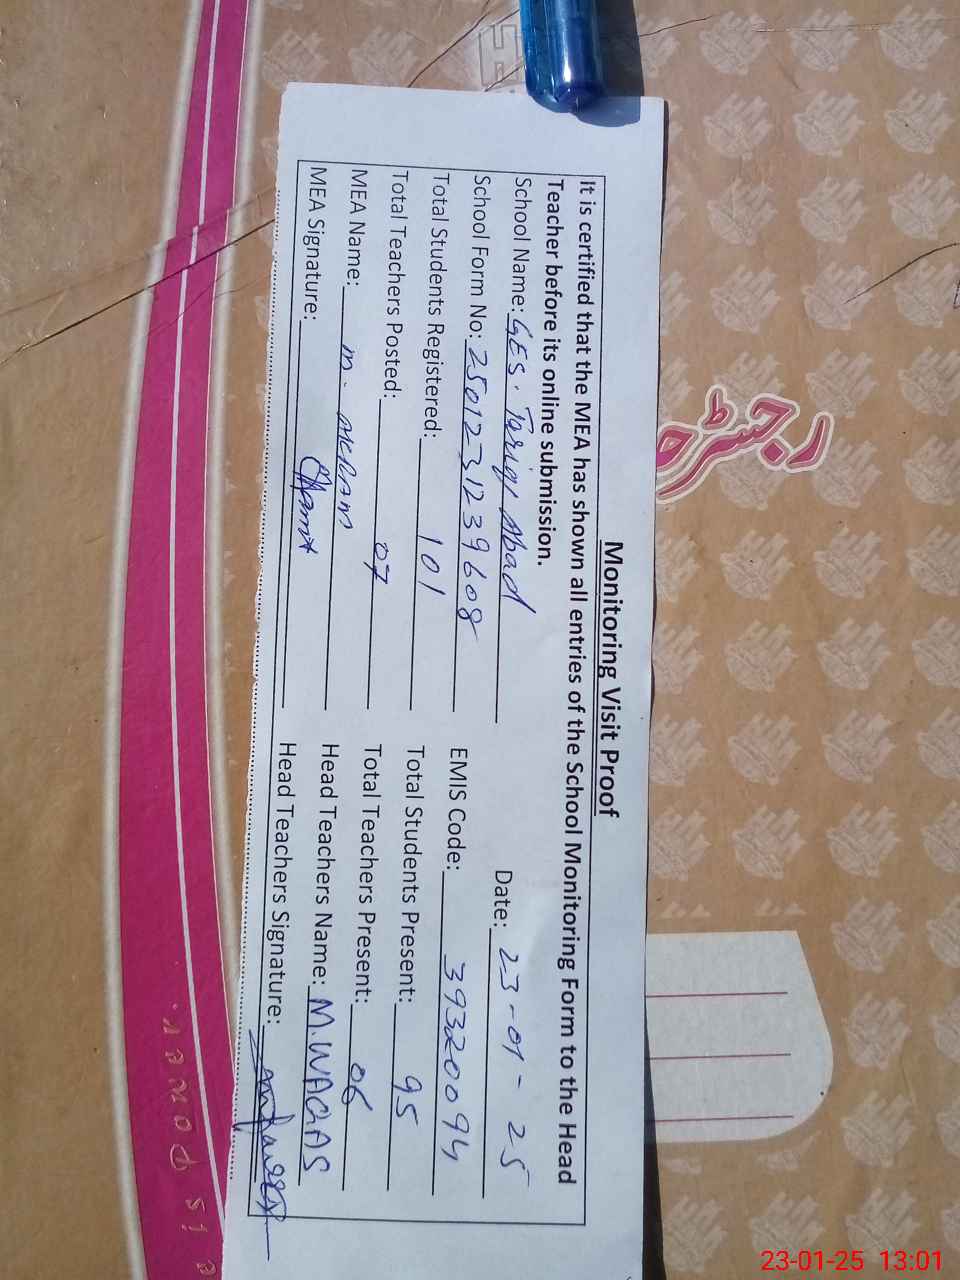 Monitoring Visit Proof
It is certified that the MEA has shown all entries of the School Monitoring Form to the Head
Teacher before its online submission.
School Name: GES. Tariq Abad Date: 23-01-25
School Form No: 2501231239608 EMIS Code: 39320094
Total Students Registered: 101 Total Students Present: 95
Total Teachers Posted: 07 Total Teachers Present: 06
MEA Name: M. Akram Head Teachers Name: M.WAQAS
MEA Signature: Head Teachers Signature:
رجسٹر
23-01-25 13:01